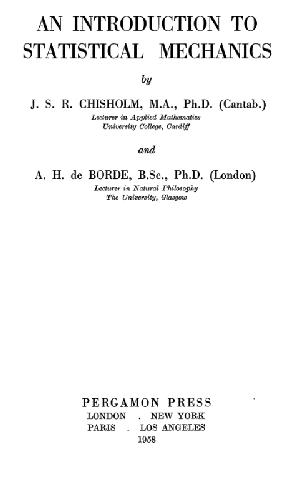 AN INTRODUCTION TO
STATISTICAL MECHANICS
by
J. S. R. CHISHOLM, M.A., Ph.D. (Cantab.)
Lecturer in Applied Mathematics
University College, Cardiff
and
A. H. de BORDE, B.Sc., Ph.D. (London)
Lecturer in Natural Philosophy
The University, Glasgow
PERGAMON PRESS
LONDON . NEW YORK
PARIS . LOS ANGELES
1958